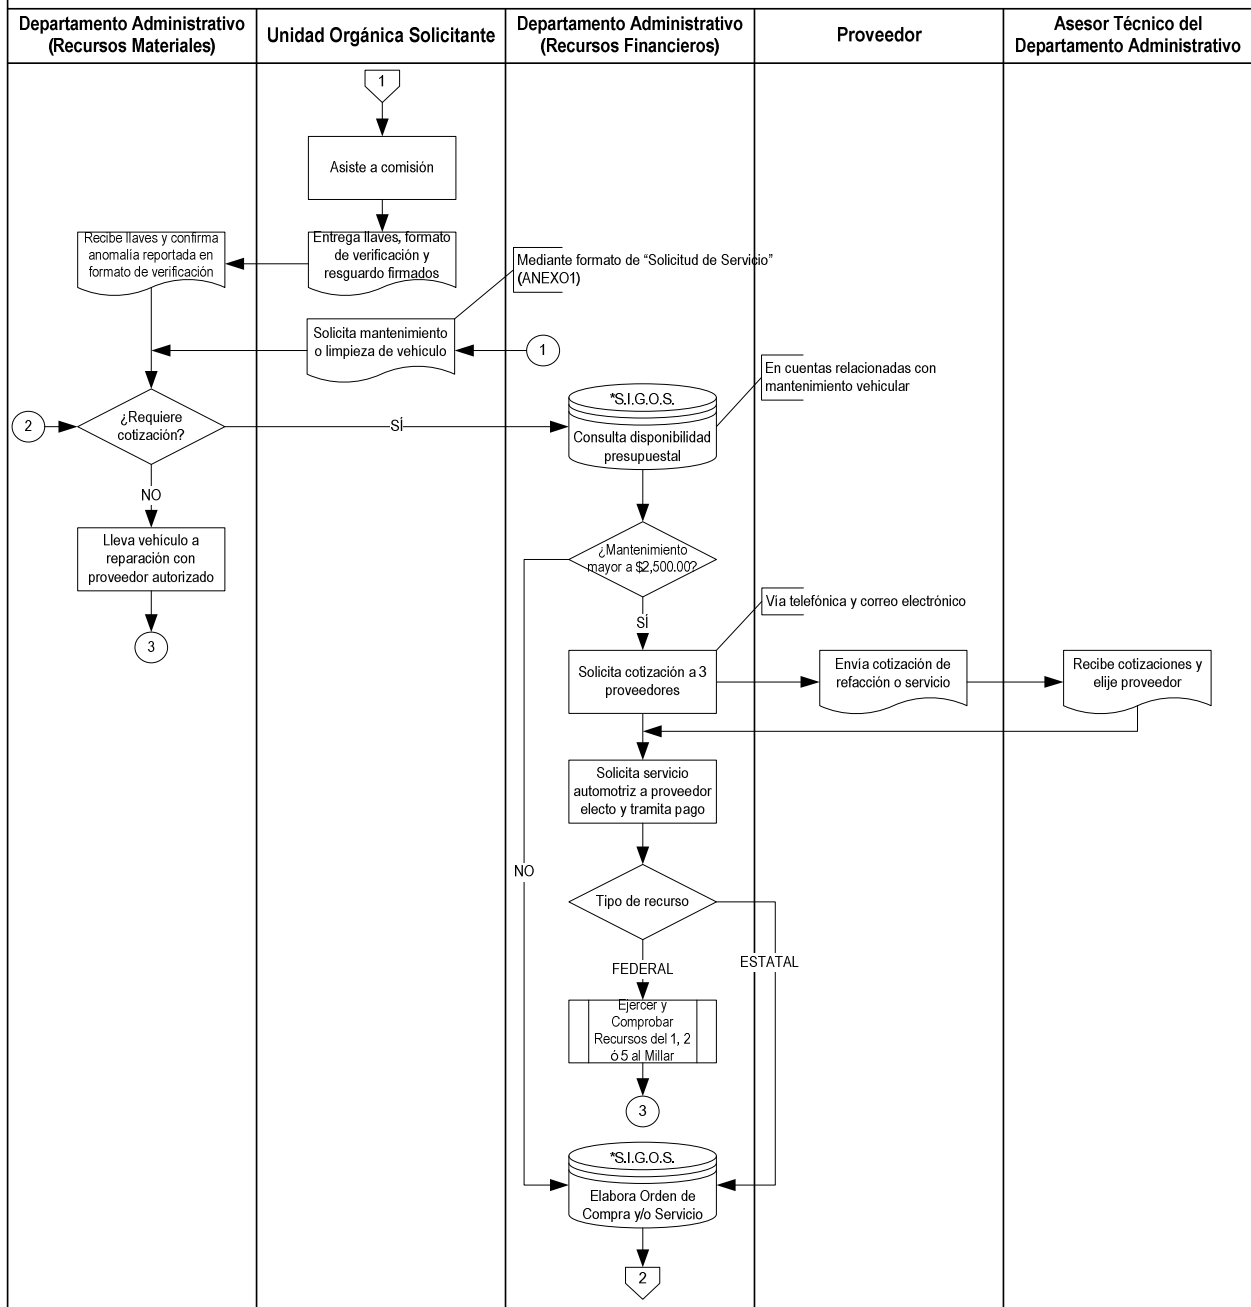 Departamento Administrativo
(Recursos Materiales)
Unidad Orgánica Solicitante
Departamento Administrativo
(Recursos Financieros)
Proveedor
Asesor Técnico del
Departamento Administrativo
1
Asiste a comisión
Recibe llaves y confirma
anomalía reportada en
formato de verificación
Entrega llaves, formato
de verificación y
resguardo firmados
Mediante formato de “Solicitud de Servicio”
(ANEXO1)
Solicita mantenimiento
o limpieza de vehículo
1
En cuentas relacionadas con
mantenimiento vehicular
2
¿Requiere
cotización?
SÍ
*S.I.G.O.S.
Consulta disponibilidad
presupuestal
NO
Lleva vehículo a
reparación con
proveedor autorizado
3
¿Mantenimiento
mayor a $2,500.00?
SÍ
Vía telefónica y correo electrónico
Solicita cotización a 3
proveedores
Envía cotización de
refacción o servicio
Recibe cotizaciones y
elije proveedor
Solicita servicio
automotriz a proveedor
electo y tramita pago
NO
Tipo de recurso
FEDERAL
ESTATAL
Ejercer y
Comprobar
Recursos del 1, 2
ó 5 al Millar
3
*S.I.G.O.S.
Elabora Orden de
Compra y/o Servicio
2